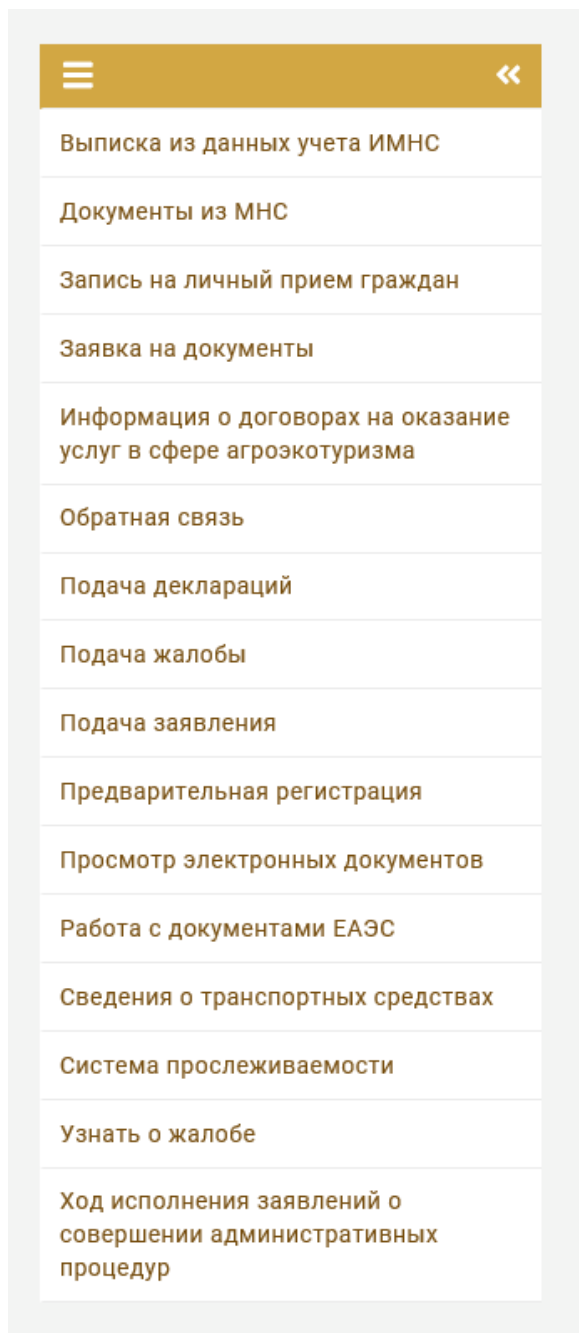 Выписка из данных учета ИМНС
Документы из МНС
Запись на личный прием граждан
Заявка на документы
Информация о договорах на оказание
услуг в сфере агроэкотуризма
Обратная связь
Подача деклараций
Подача жалобы
Подача заявления
Предварительная регистрация
Просмотр электронных документов
Работа с документами ЕАЭС
Сведения о транспортных средствах
Система прослеживаемости
Узнать о жалобе
Ход исполнения заявлений о
совершении административных
процедур